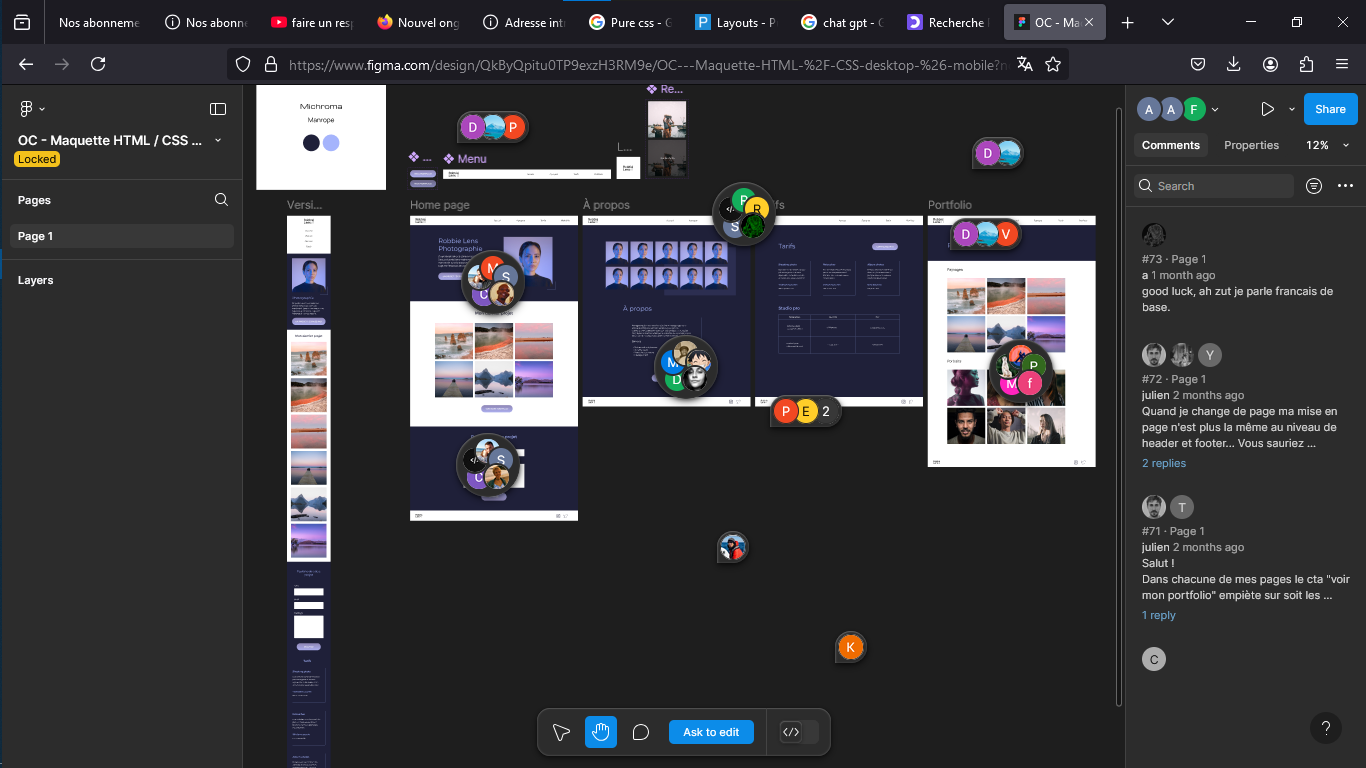 Nos abonneme
Nos abonne
faire un resp
Nouvel ong
Adresse int
Pure css - G
Layouts - P
chat gpt - G
Recherche
OC - Ma
https://www.figma.com/design/QkByQpitu0TP9exzH3RM9e/OC---Maquette-HTML-%2F-CSS-desktop-%26-mobile?n
OC - Maquette HTML / CSS ...
Locked
Pages
Page 1
Layers
Michroma
Manrope
D
P
Re...
...
Menu
L...
D
Versi...
Home page
À propos
fs
Portfolio
R
R
S
D
V
Robbie Lens
Photographie
M
S
C
Tarifs
Studio pro
À propos
M
D
Paysages
Portraits
P
M
f
P
E
2
S
C
K
Ask to edit
A
A
F
Share
Comments
Properties
12%
Search
#73 · Page 1
a 1 month ago
good luck, ah zut je parle francais de
base.
Y
#72 · Page 1
julien 2 months ago
Quand je change de page ma mise en
page n'est plus la même au niveau de
header et footer... Vous sauriez ...
2 replies
T
#71 · Page 1
julien 2 months ago
Salut !
Dans chacune de mes pages le cta "voir
mon portfolio" empiète sur soit les ...
1 reply
C
?